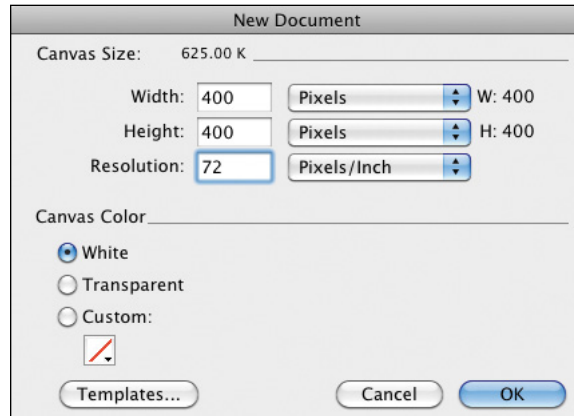 New Document
Canvas Size: 625.00 K
Width: 400 Pixels W: 400
Height: 400 Pixels H: 400
Resolution: 72 Pixels/Inch
Canvas Color
White
Transparent
Custom:
Templates... Cancel OK